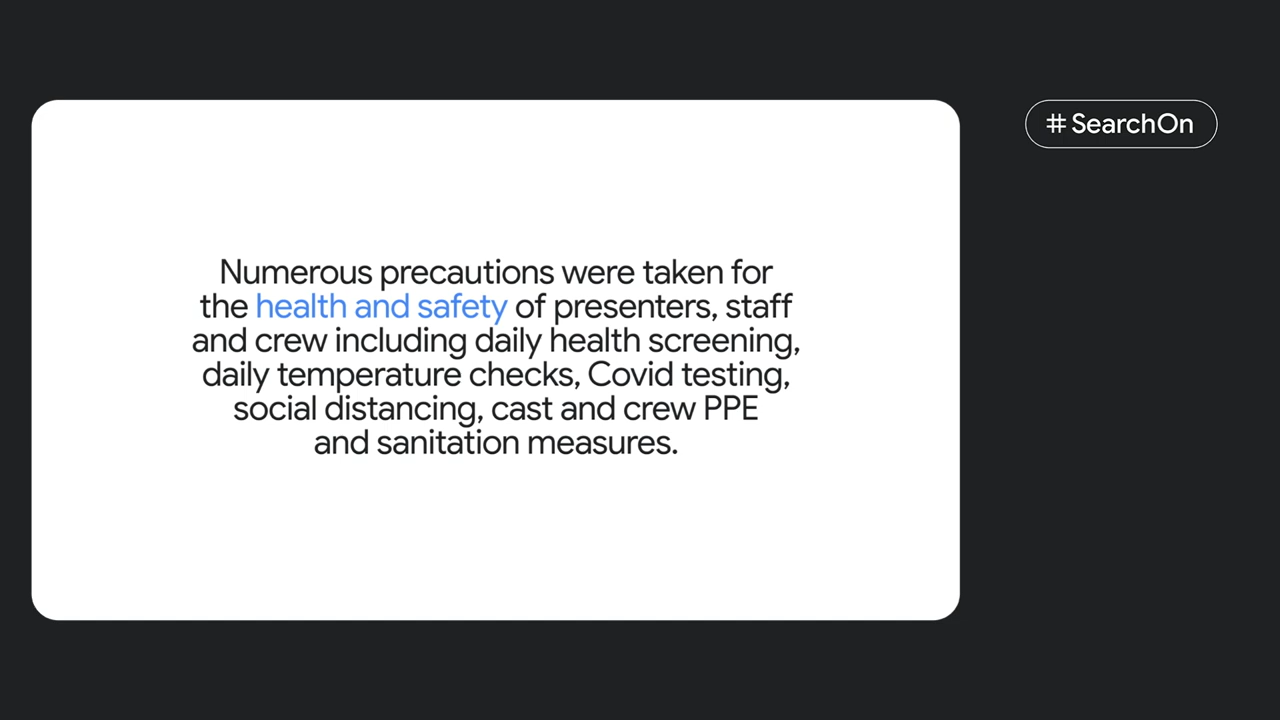 Numerous precautions were taken for
the health and safety of presenters, staff
and crew including daily health screening,
daily temperature checks, Covid testing,
social distancing, cast and crew PPE
and sanitation measures.
#SearchOn